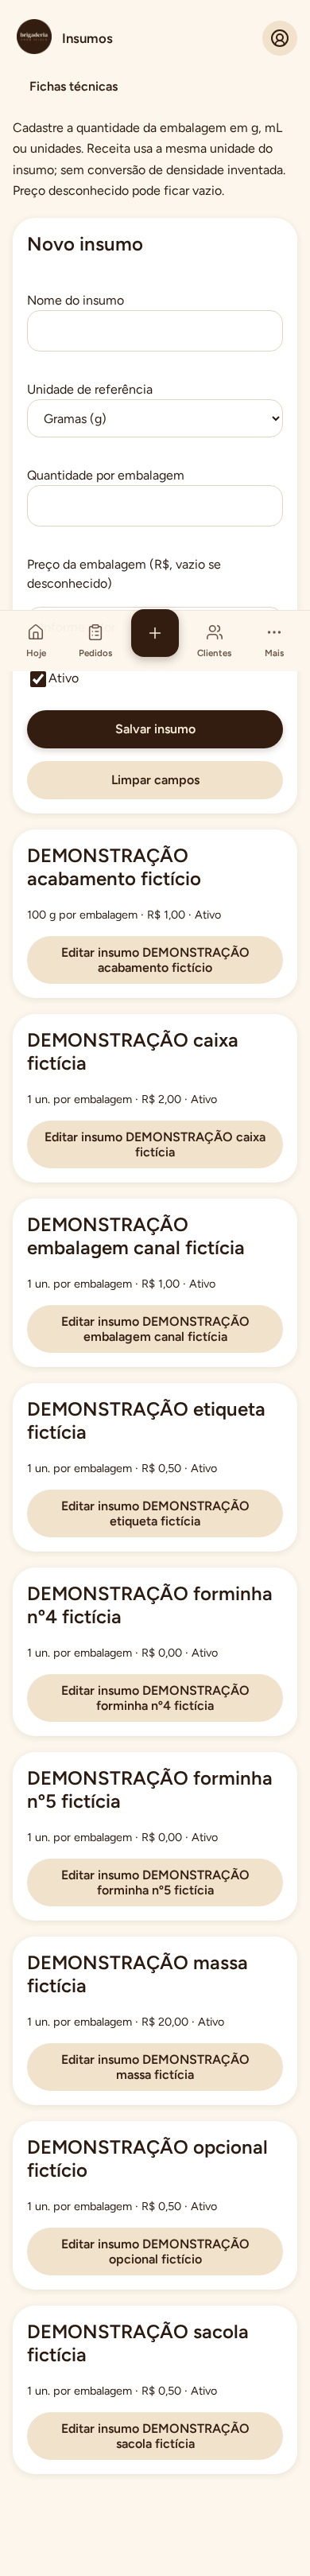 brigaderia
Insumos
Fichas técnicas
Cadastre a quantidade da embalagem em g, mL
ou unidades. Receita usa a mesma unidade do
insumo; sem conversão de densidade inventada.
Preço desconhecido pode ficar vazio.
Novo insumo
Nome do insumo
Unidade de referência
Gramas (g)
Quantidade por embalagem
Preço da embalagem (R$, vazio se
desconhecido)
Hoje
Pedidos
Clientes
Mais
Ativo
Salvar insumo
Limpar campos
DEMONSTRAÇÃO
acabamento fictício
100 g por embalagem · R$ 1,00 · Ativo
Editar insumo DEMONSTRAÇÃO
acabamento fictício
DEMONSTRAÇÃO caixa
fictícia
1 un. por embalagem · R$ 2,00 · Ativo
Editar insumo DEMONSTRAÇÃO caixa
fictícia
DEMONSTRAÇÃO
embalagem canal fictícia
1 un. por embalagem · R$ 1,00 · Ativo
Editar insumo DEMONSTRAÇÃO
embalagem canal fictícia
DEMONSTRAÇÃO etiqueta
fictícia
1 un. por embalagem · R$ 0,50 · Ativo
Editar insumo DEMONSTRAÇÃO
etiqueta fictícia
DEMONSTRAÇÃO forminha
nº4 fictícia
1 un. por embalagem · R$ 0,00 · Ativo
Editar insumo DEMONSTRAÇÃO
forminha nº4 fictícia
DEMONSTRAÇÃO forminha
nº5 fictícia
1 un. por embalagem · R$ 0,00 · Ativo
Editar insumo DEMONSTRAÇÃO
forminha nº5 fictícia
DEMONSTRAÇÃO massa
fictícia
1 un. por embalagem · R$ 20,00 · Ativo
Editar insumo DEMONSTRAÇÃO
massa fictícia
DEMONSTRAÇÃO opcional
fictício
1 un. por embalagem · R$ 0,50 · Ativo
Editar insumo DEMONSTRAÇÃO
opcional fictício
DEMONSTRAÇÃO sacola
fictícia
1 un. por embalagem · R$ 0,50 · Ativo
Editar insumo DEMONSTRAÇÃO
sacola fictícia